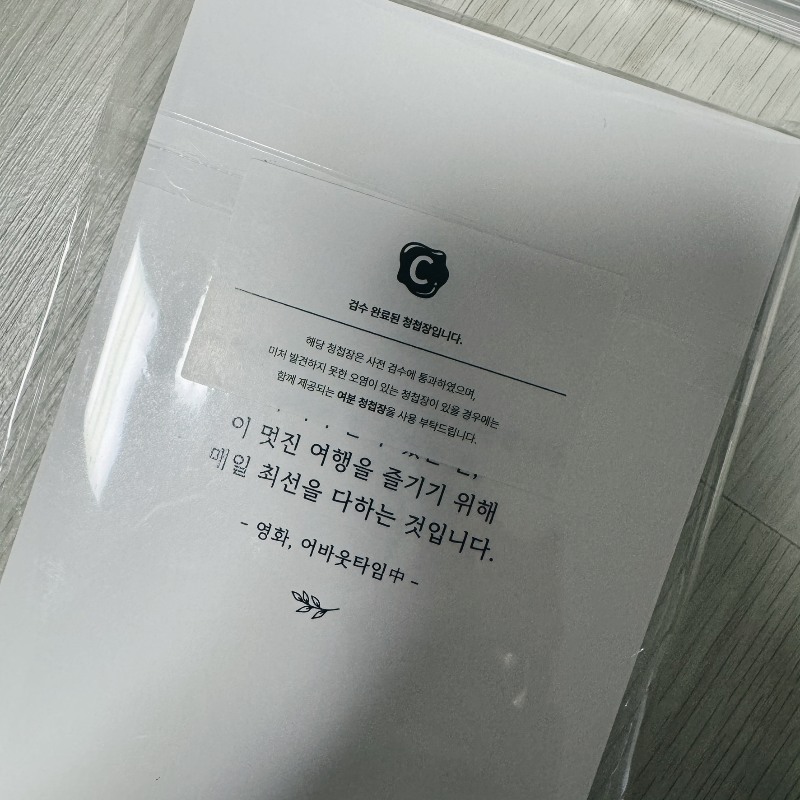 C
검수 완료된 청첩장입니다.
해당 청첩장은 사전 검수에 통과하였으며,
미처 발견하지 못한 오염이 있는 청첩장이 있을 경우에는
함께 제공되는 여분 청첩장을 사용 부탁드립니다.
이 멋진 여행을 즐기기 위해
매일 최선을 다하는 것입니다.
- 영화, 어바웃타임中 -